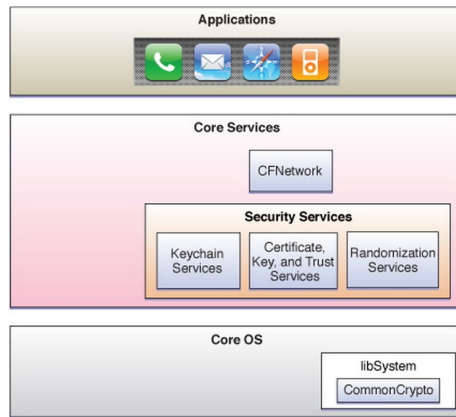 Applications
Core Services
CFNetwork
Security Services
Keychain
Services
Certificate,
Key, and Trust
Services
Randomization
Services
Core OS
libSystem
CommonCrypto